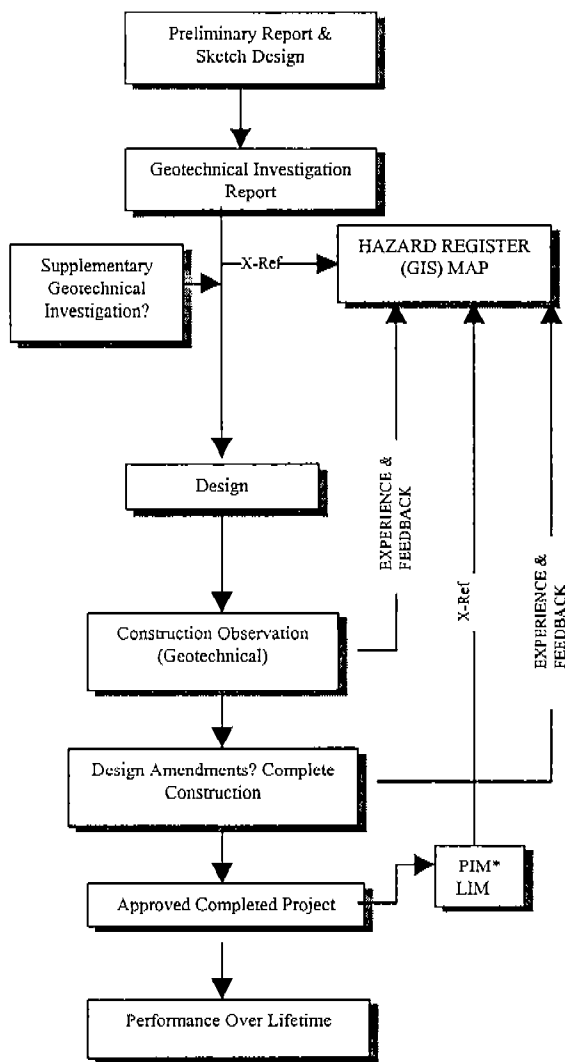 Preliminary Report &
Sketch Design
Geotechnical Investigation
Report
Supplementary
Geotechnical
Investigation?
X-Ref
HAZARD REGISTER
(GIS) MAP
Design
EXPERIENCE &
FEEDBACK
X-Ref
EXPERIENCE &
FEEDBACK
Construction Observation
(Geotechnical)
Design Amendments? Complete
Construction
Approved Completed Project
PIM*
LIM
Performance Over Lifetime